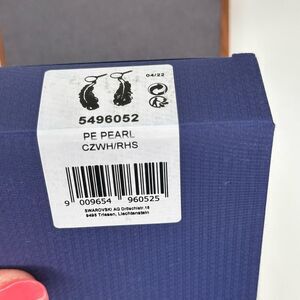 04/22
5496052
PE PEARL
CZWH/RHS
9 009654 960525
SWAROVSKI AG Dröschistr.15
9495 Triesen, Liechtenstein